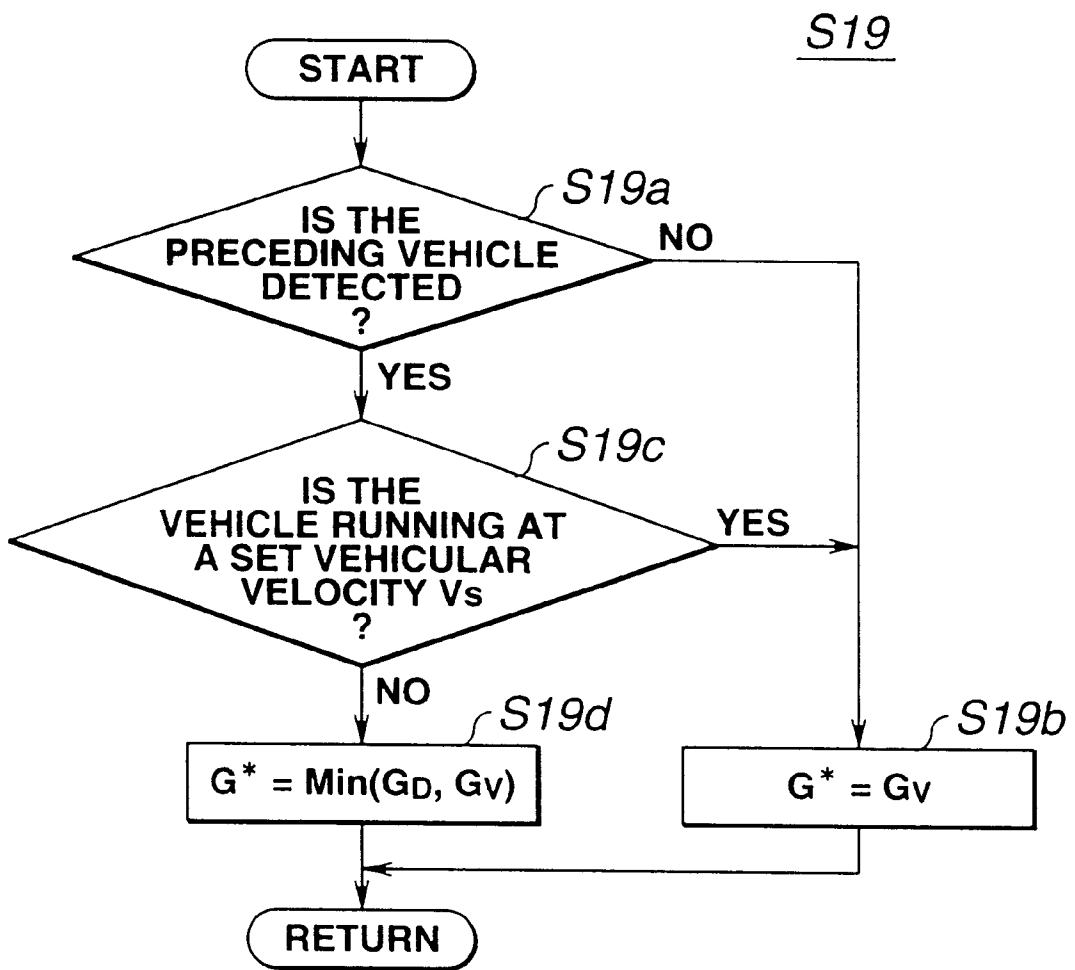 S19
START
S19a
IS THE
PRECEDING VEHICLE
DETECTED
?
NO
YES
S19c
IS THE
VEHICLE RUNNING AT
A SET VEHICULAR
VELOCITY Vs
?
YES
NO
S19d
G* = Min(GD, Gv)
S19b
G* = Gv
RETURN